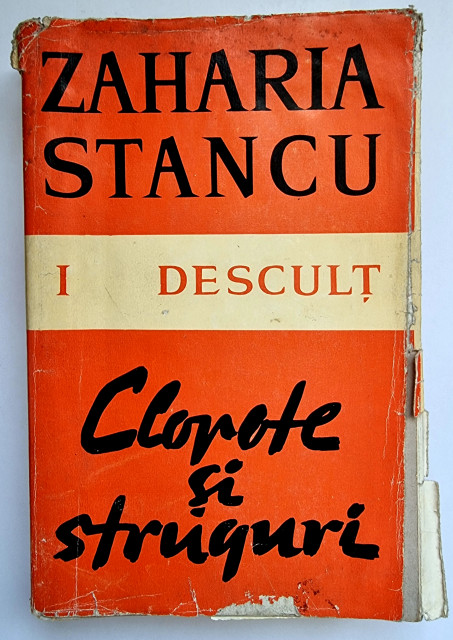 ZAHARIA
STANCU
I DESCULȚ
Clopote
și
struguri